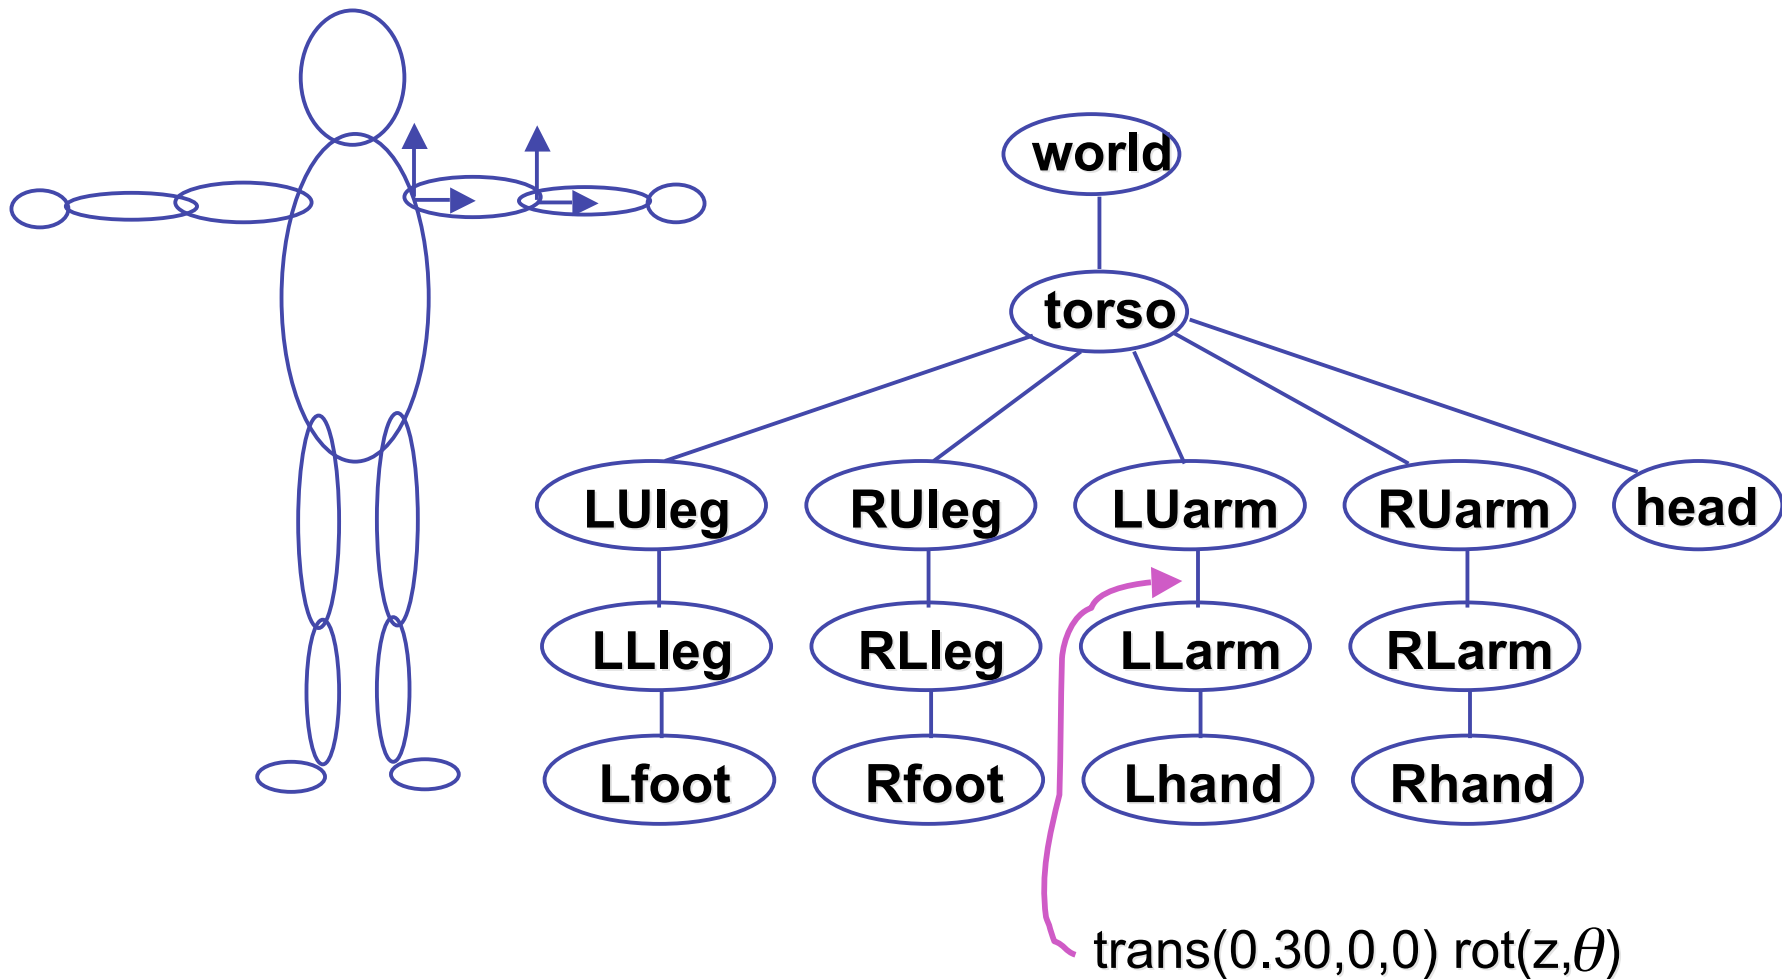 world
torso
LUleg RUleg LUarm RUarm head
LLleg RLleg LLarm RLarm
Lfoot Rfoot Lhand Rhand
trans(0.30,0,0) rot(z,θ)